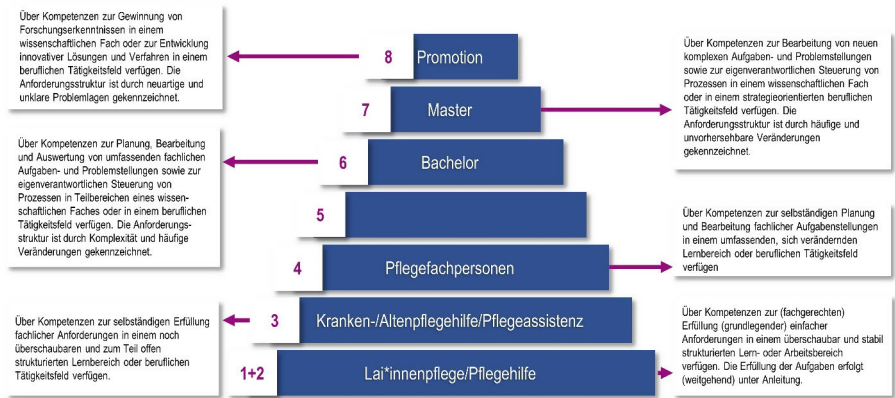 Über Kompetenzen zur Gewinnung von
Forschungserkenntnissen in einem
wissenschaftlichen Fach oder zur Entwicklung
innovativer Lösungen und Verfahren in einem
beruflichen Tätigkeitsfeld verfügen. Die
Anforderungsstruktur ist durch neuartige und
unklare Problemlagen gekennzeichnet.
8 Promotion
Über Kompetenzen zur Bearbeitung von neuen
komplexen Aufgaben- und Problemstellungen
sowie zur eigenverantwortlichen Steuerung von
Prozessen in einem wissenschaftlichen Fach
oder in einem strategieorientierten beruflichen
Tätigkeitsfeld verfügen. Die
Anforderungsstruktur ist durch häufige und
unvorhersehbare Veränderungen
gekennzeichnet.
7 Master
Über Kompetenzen zur Planung, Bearbeitung
und Auswertung von umfassenden fachlichen
Aufgaben- und Problemstellungen sowie zur
eigenverantwortlichen Steuerung von
Prozessen in Teilbereichen eines wissen-
schaftlichen Faches oder in einem beruflichen
Tätigkeitsfeld verfügen. Die Anforderungs-
struktur ist durch Komplexität und häufige
Veränderungen gekennzeichnet.
6 Bachelor
5
4 Pflegefachpersonen
Über Kompetenzen zur selbständigen Planung
und Bearbeitung fachlicher Aufgabenstellungen
in einem umfassenden, sich verändernden
Lernbereich oder beruflichen Tätigkeitsfeld
verfügen
Über Kompetenzen zur selbständigen Erfüllung
fachlicher Anforderungen in einem noch
überschaubaren und zum Teil offen
strukturierten Lernbereich oder beruflichen
Tätigkeitsfeld verfügen.
3 Kranken-/Altenpflegehilfe/Pflegeassistenz
1+2 Lai*innenpflege/Pflegehilfe
Über Kompetenzen zur (fachgerechten)
Erfüllung (grundlegender) einfacher
Anforderungen in einem überschaubar und stabil
strukturierten Lern- oder Arbeitsbereich
verfügen. Die Erfüllung der Aufgaben erfolgt
(weitgehend) unter Anleitung.